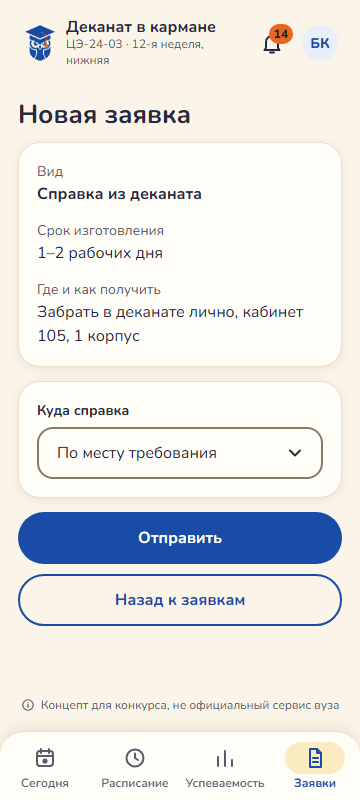 Деканат в кармане
ЦЭ-24-03 · 12-я неделя,
нижняя
14
БК
Новая заявка
Вид
Справка из деканата
Срок изготовления
1–2 рабочих дня
Где и как получить
Забрать в деканате лично, кабинет
105, 1 корпус
Куда справка
По месту требования
Отправить
Назад к заявкам
Концепт для конкурса, не официальный сервис вуза
Сегодня
Расписание
Успеваемость
Заявки